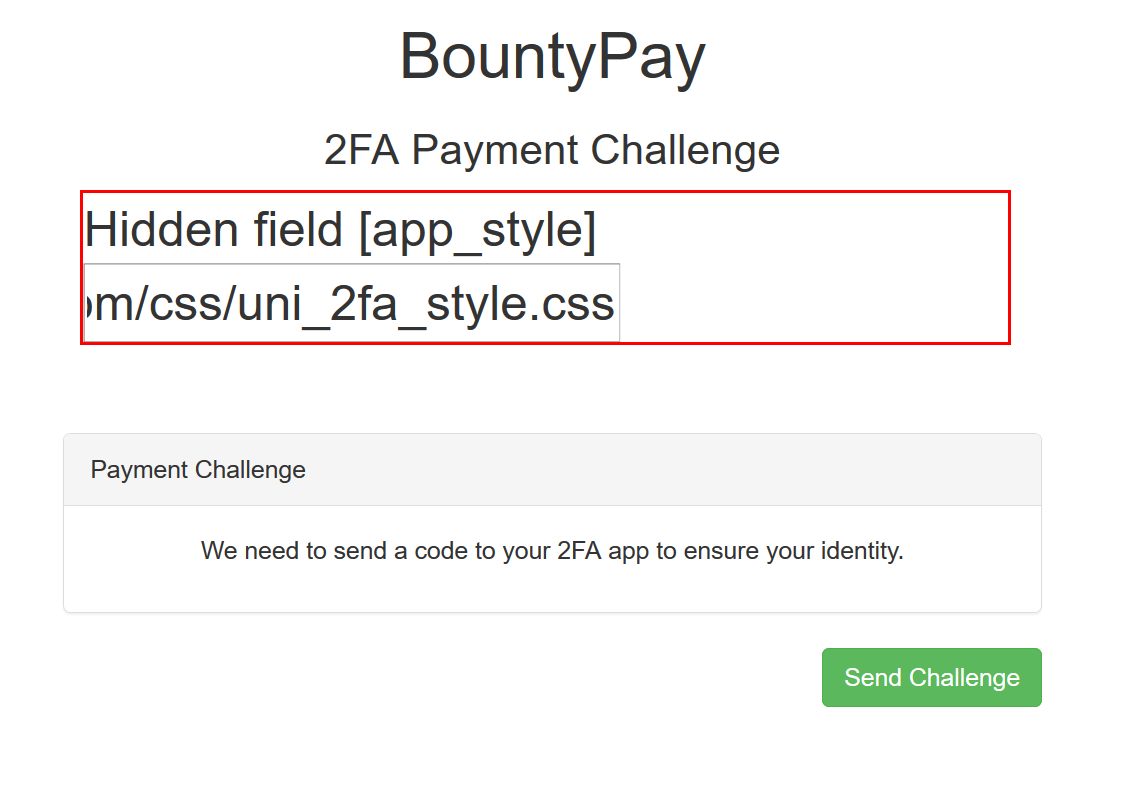 BountyPay
2FA Payment Challenge
Hidden field [app_style]
om/css/uni_2fa_style.css
Payment Challenge
We need to send a code to your 2FA app to ensure your identity.
Send Challenge